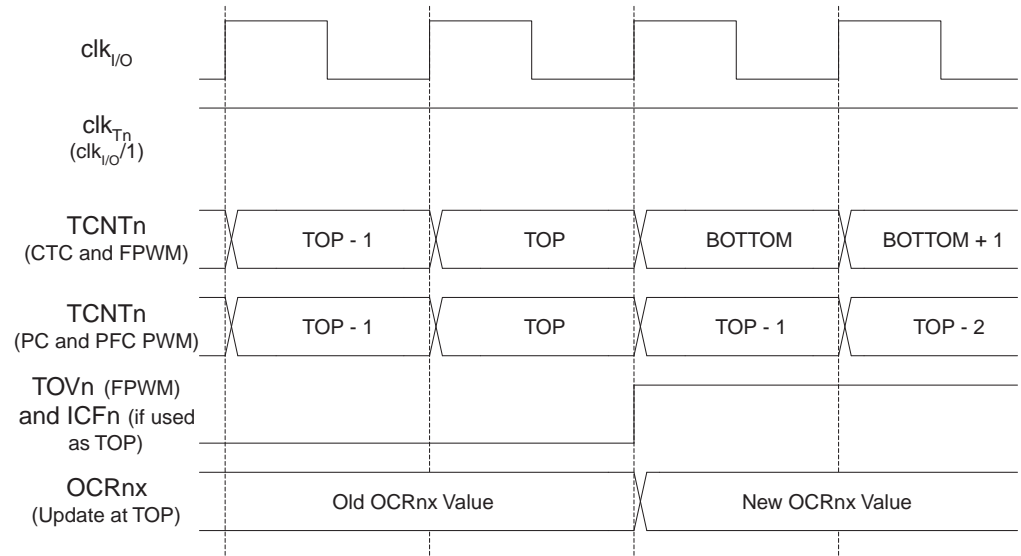 clkI/O
clkTn
(clkI/O/1)
TCNTn
(CTC and FPWM)
TOP - 1
TOP
BOTTOM
BOTTOM + 1
TCNTn
(PC and PFC PWM)
TOP - 1
TOP
TOP - 1
TOP - 2
TOVn (FPWM)
and ICFn (if used
as TOP)
OCRnx
(Update at TOP)
Old OCRnx Value
New OCRnx Value